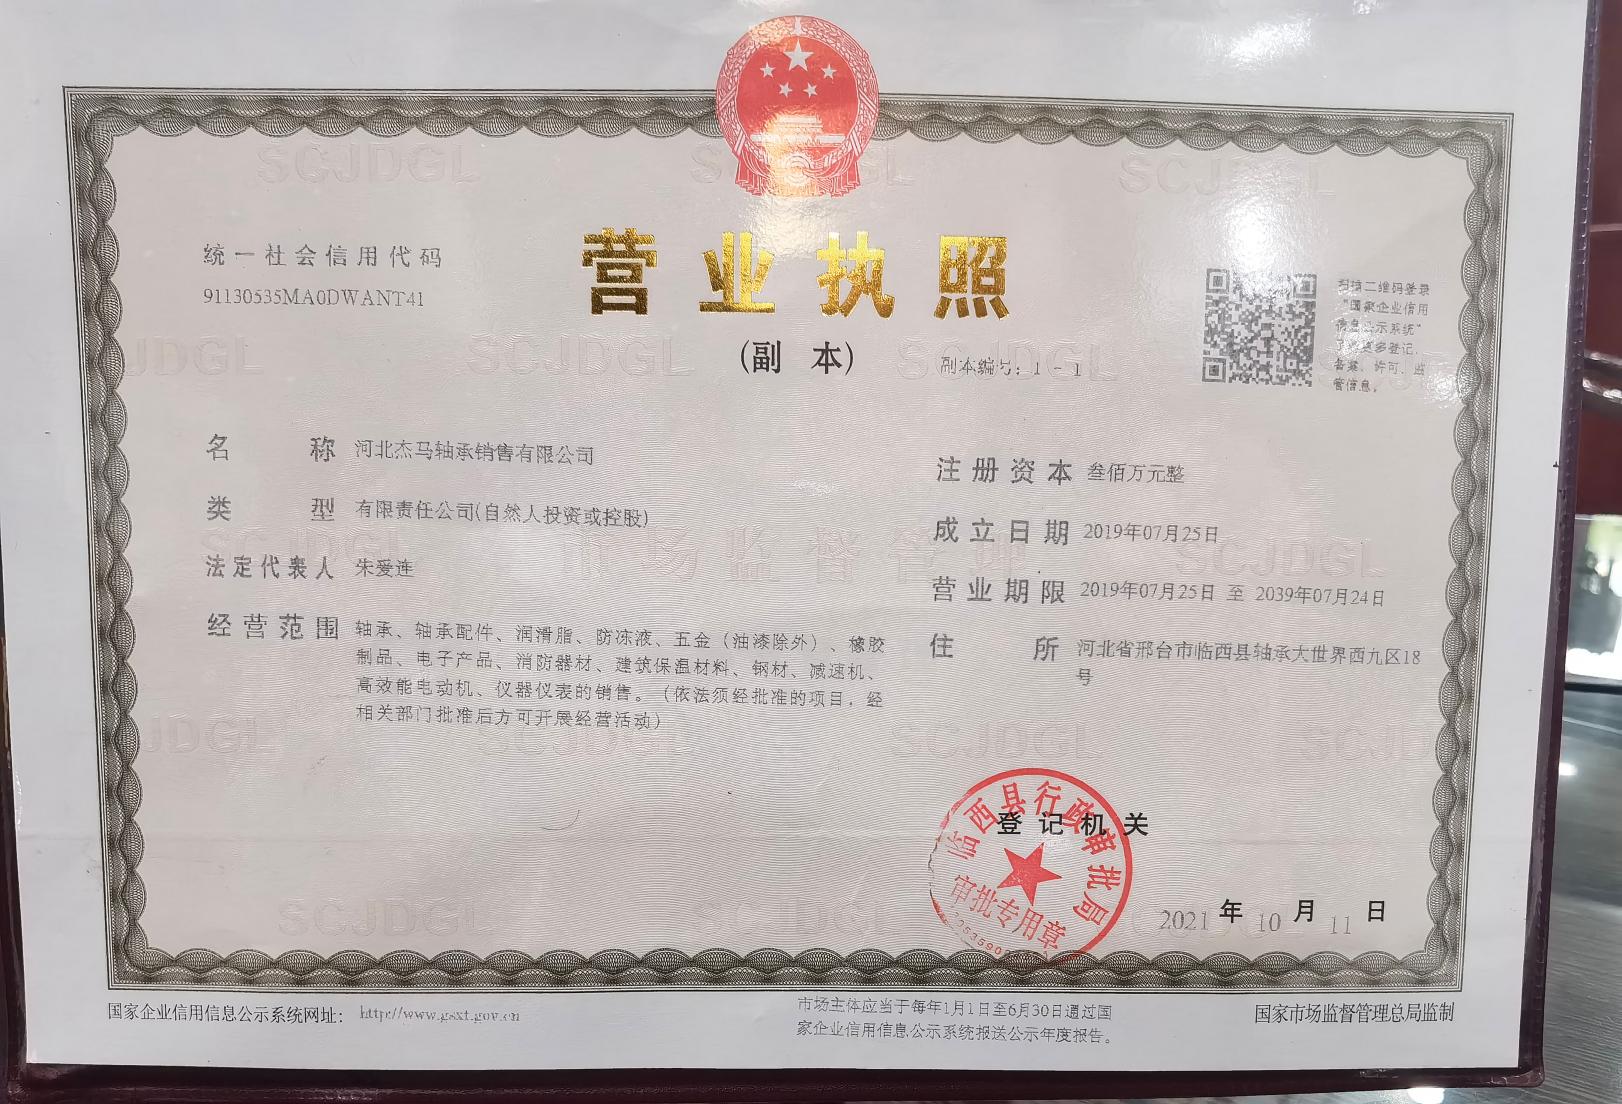 营业执照
(副 本)
副本编号：1 - 1
统一社会信用代码
91130535MA0DWANT41
扫描二维码登录
“国家企业信用
信息公示系统”
了解更多登记、
备案、许可、监
管信息。
名 称 河北杰马轴承销售有限公司
类 型 有限责任公司(自然人投资或控股)
法定代表人 朱爱连
经营范围 轴承、轴承配件、润滑脂、防冻液、五金（油漆除外）、橡胶
制品、电子产品、消防器材、建筑保温材料、钢材、减速机、
高效能电动机、仪器仪表的销售。（依法须经批准的项目，经
相关部门批准后方可开展经营活动）
注册资本 叁佰万元整
成立日期 2019年07月25日
营业期限 2019年07月25日 至 2039年07月24日
住 所 河北省邢台市临西县轴承大世界西九区18
号
登记机关
临西县行政审批局
审批专用章
2021 年 10 月 11 日
国家企业信用信息公示系统网址： http://www.gsxt.gov.cn
市场主体应当于每年1月1日至6月30日通过国
家企业信用信息公示系统报送公示年度报告。
国家市场监督管理总局监制
SCJDGL
市场监督管理